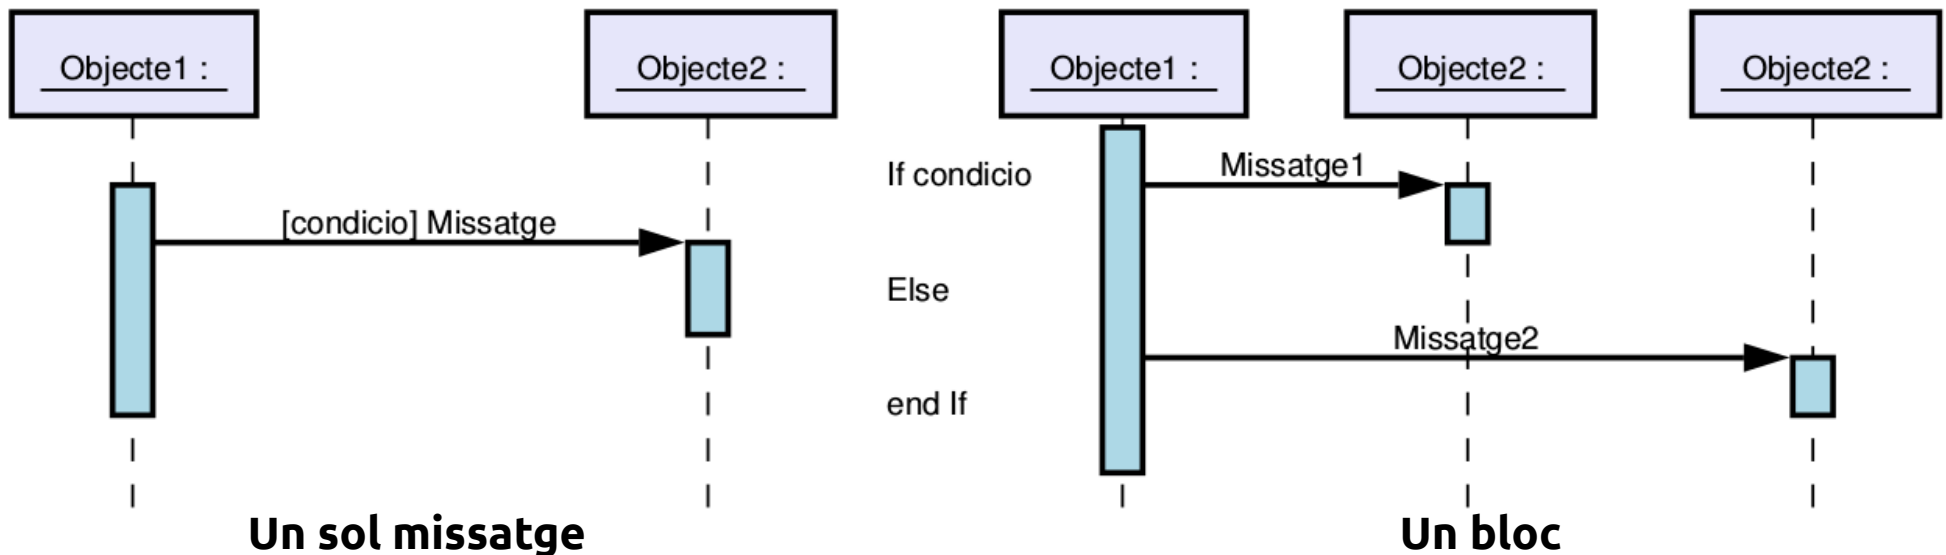 Objecte1 :
Objecte2 :
[condicio] Missatge
Un sol missatge
Objecte1 :
Objecte2 :
Objecte2 :
If condicio
Missatge1
Else
Missatge2
end If
Un bloc